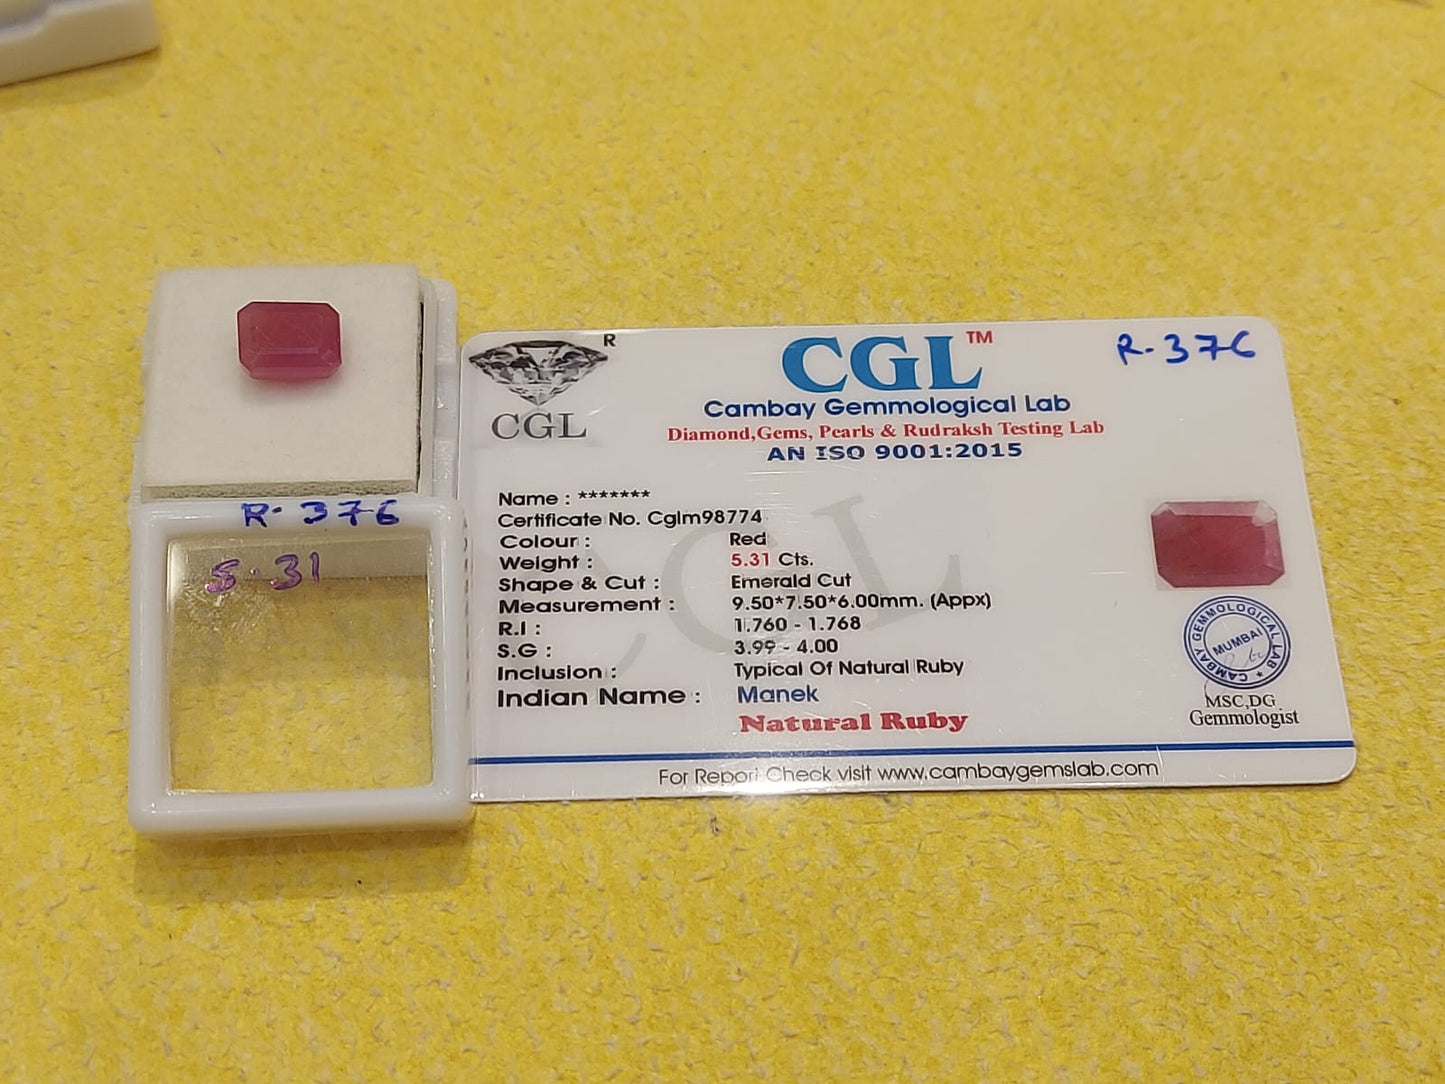 R
CGL
CGL™
Cambay Gemmological Lab
Diamond,Gems, Pearls & Rudraksh Testing Lab
AN ISO 9001:2015
R-376
Name : *******
Certificate No. Cglm98774
Colour : Red
Weight : 5.31 Cts.
Shape & Cut : Emerald Cut
Measurement : 9.50*7.50*6.00mm. (Appx)
R.I : 1.760 - 1.768
S.G : 3.99 - 4.00
Inclusion : Typical Of Natural Ruby
Indian Name : Manek
Natural Ruby
CAMBAY GEMMOLOGICAL LAB
MUMBAI
MSC,DG
Gemmologist
For Report Check visit www.cambaygemslab.com
CGL
R-376
5.31